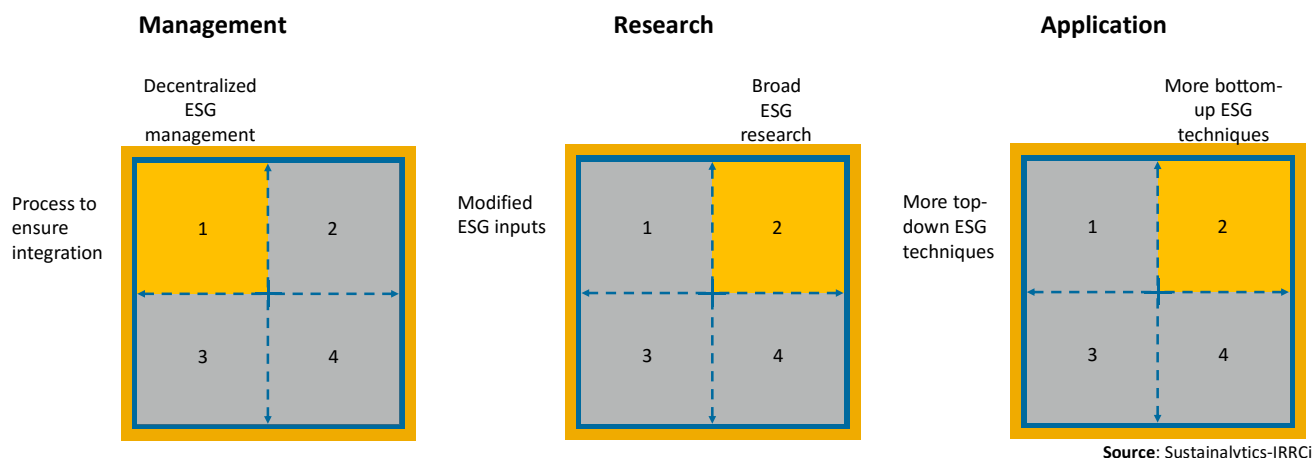 Management
Decentralized
ESG
management
Process to
ensure
integration
1
2
3
4
Research
Broad
ESG
research
Modified
ESG inputs
1
2
3
4
Application
More bottom-
up ESG
techniques
More top-
down ESG
techniques
1
2
3
4
Source: Sustainalytics-IRRCi